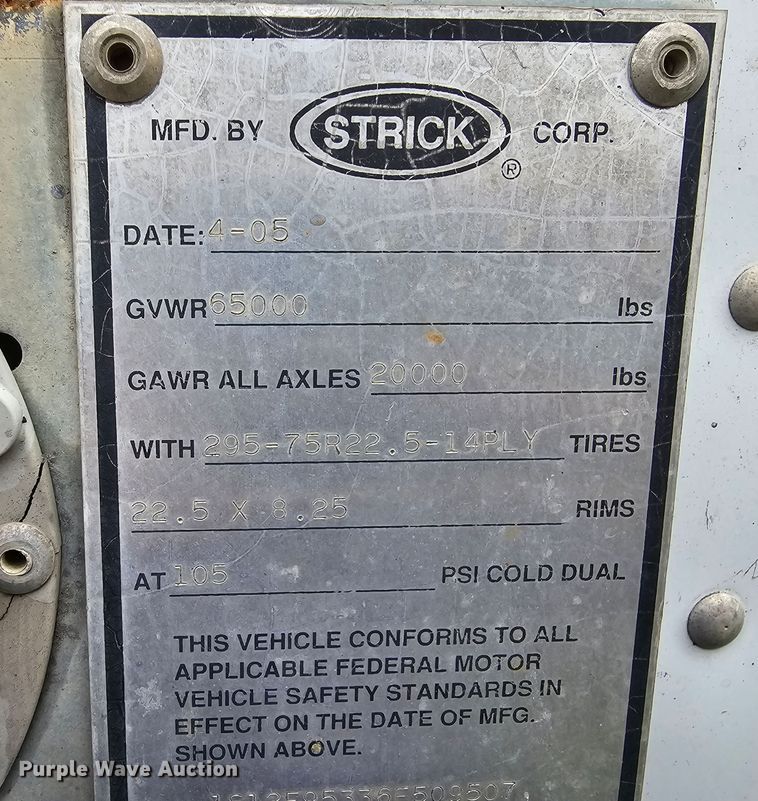 MFD. BY STRICK ® CORP.
DATE: 4-05
GVWR 65000 lbs
GAWR ALL AXLES 20000 lbs
WITH 295-75R22.5-14PLY TIRES
22.5 X 8.25 RIMS
AT 105 PSI COLD DUAL
THIS VEHICLE CONFORMS TO ALL
APPLICABLE FEDERAL MOTOR
VEHICLE SAFETY STANDARDS IN
EFFECT ON THE DATE OF MFG.
SHOWN ABOVE.
Purple Wave Auction